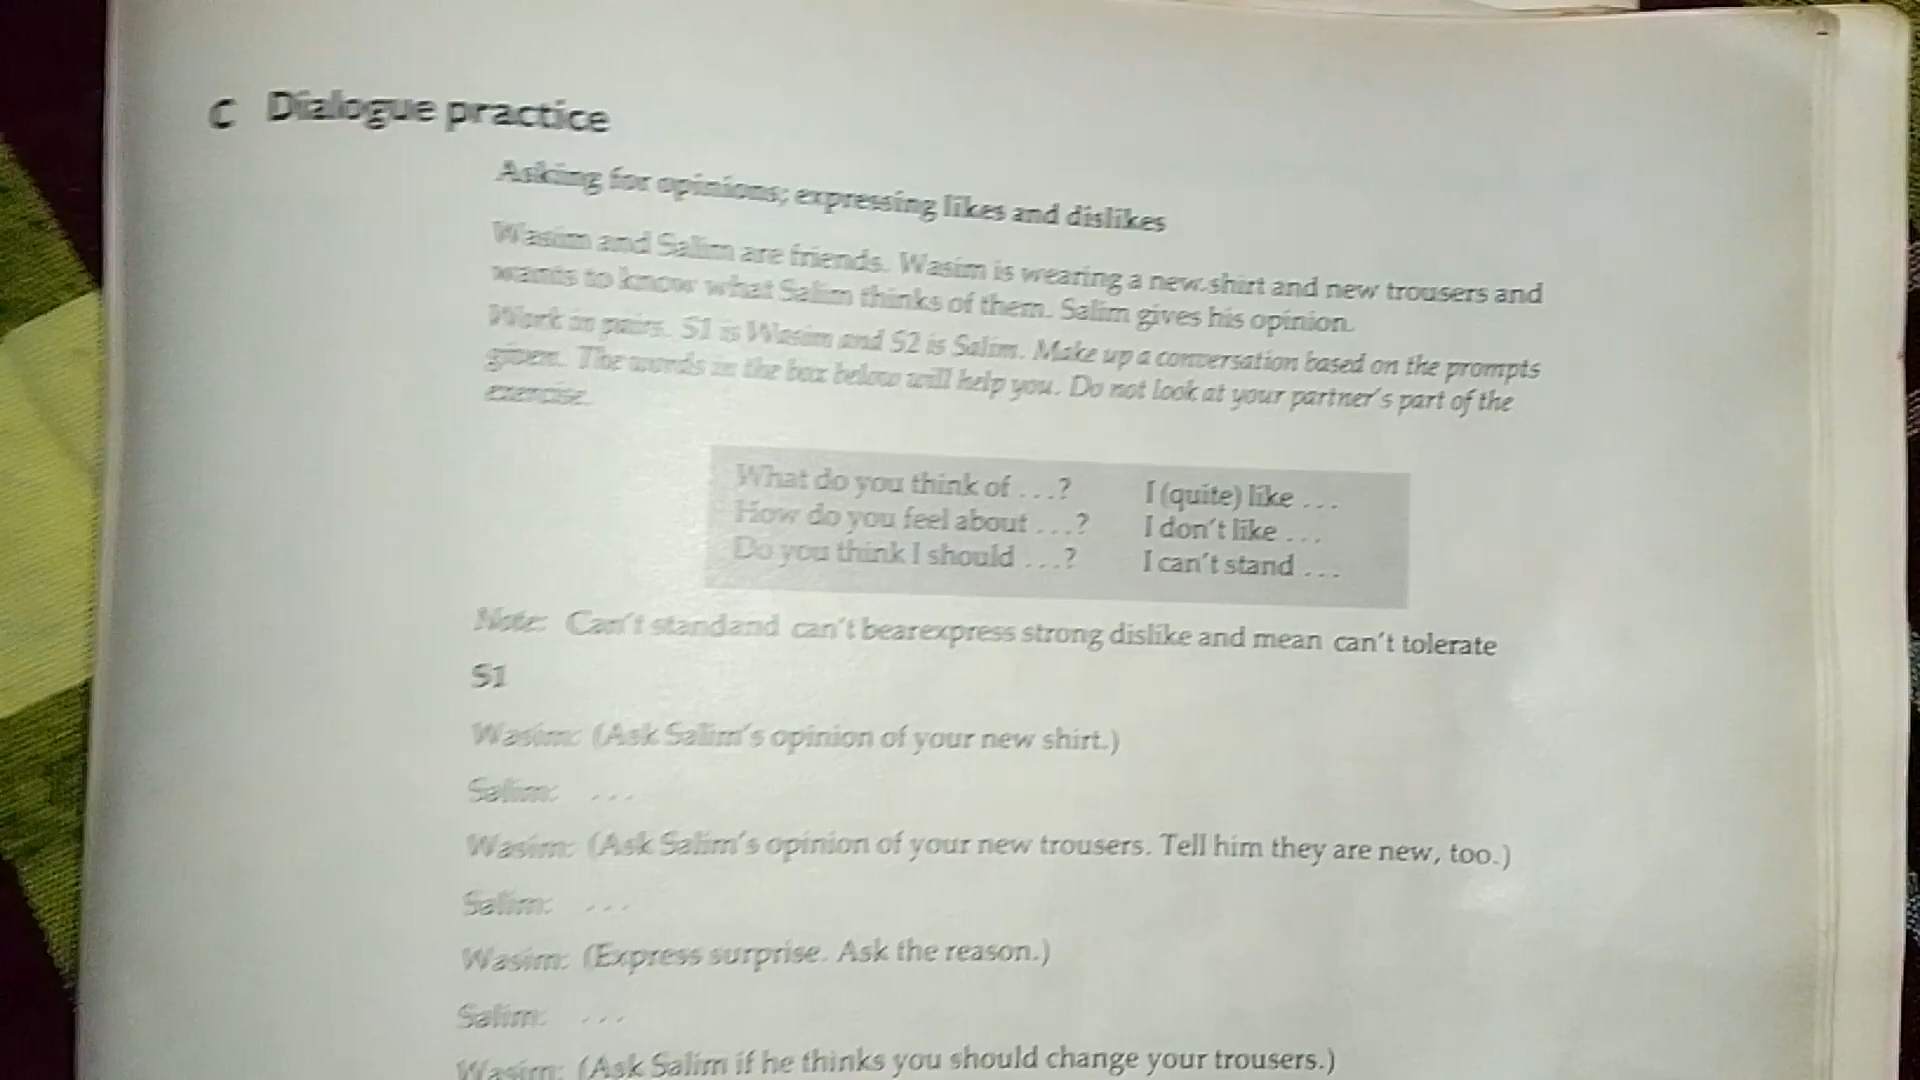 C Dialogue practice
Asking for opinions; expressing likes and dislikes
Wasim and Salim are friends. Wasim is wearing a new shirt and new trousers and
wants to know what Salim thinks of them. Salim gives his opinion.
Work in pairs. S1 is Wasim and S2 is Salim. Make up a conversation based on the prompts
given. The words in the box below will help you. Do not look at your partner's part of the
exercise.
What do you think of ...? I (quite) like ...
How do you feel about ...? I don't like ...
Do you think I should ...? I can't stand ...
Note: Can't standand can't bearexpress strong dislike and mean can't tolerate
S1
Wasim: (Ask Salim's opinion of your new shirt.)
Salim: ...
Wasim: (Ask Salim's opinion of your new trousers. Tell him they are new, too.)
Salim: ...
Wasim: (Express surprise. Ask the reason.)
Salim: ...
Wasim: (Ask Salim if he thinks you should change your trousers.)